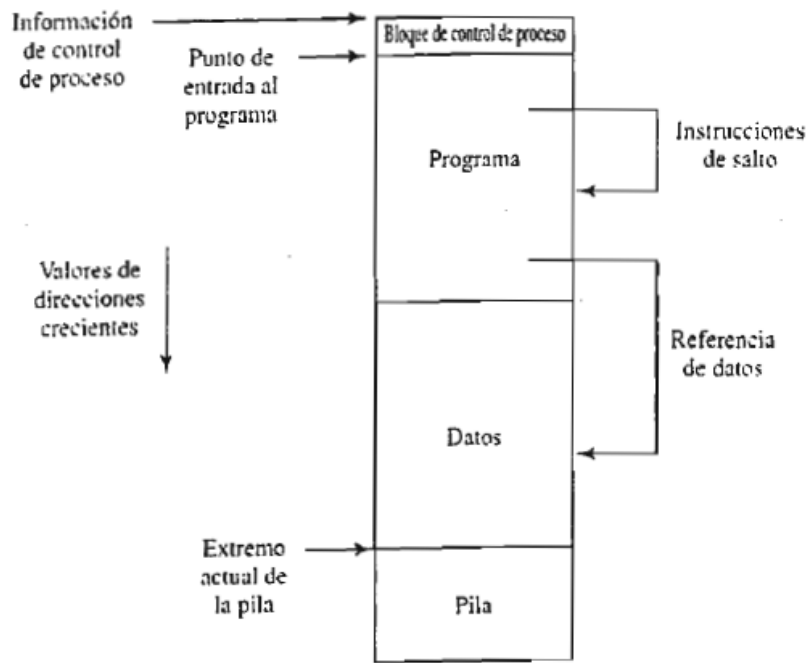 Información
de control
de proceso
Bloque de control de proceso
Punto de
entrada al
programa
Programa
Instrucciones
de salto
Valores de
direcciones
crecientes
Referencia
de datos
Datos
Extremo
actual de
la pila
Pila